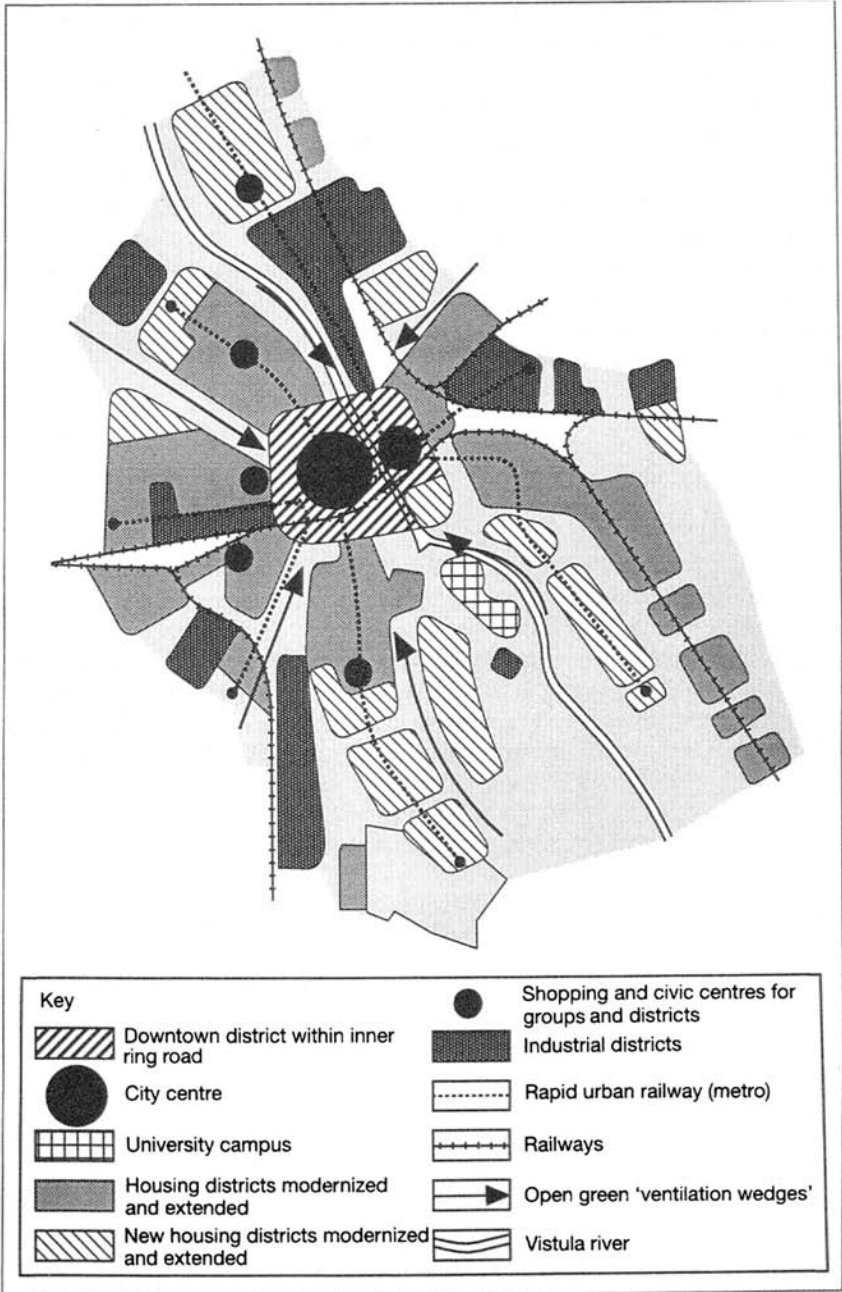 Key
Downtown district within inner
ring road
City centre
University campus
Housing districts modernized
and extended
New housing districts modernized
and extended
Shopping and civic centres for
groups and districts
Industrial districts
Rapid urban railway (metro)
Railways
Open green ‘ventilation wedges’
Vistula river